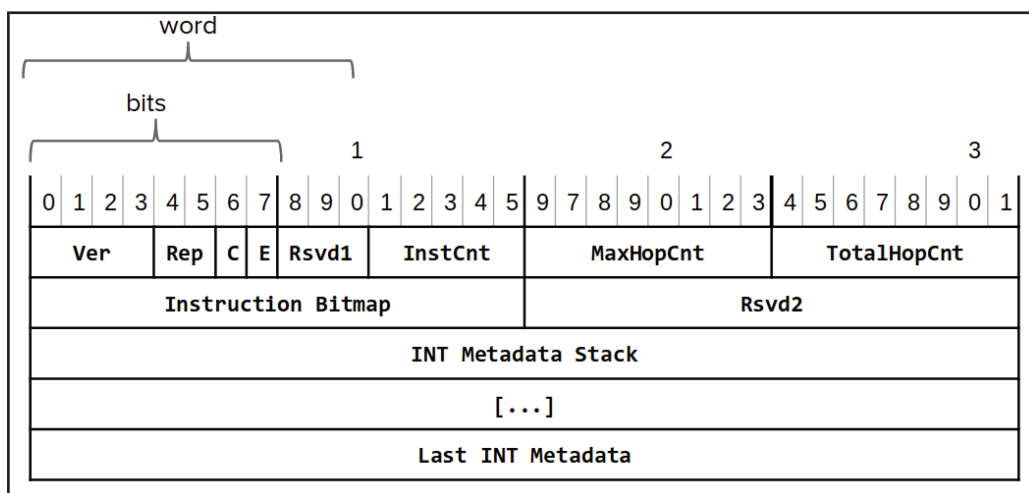 word
bits
1 2 3
0 1 2 3 4 5 6 7 8 9 0 1 2 3 4 5 9 7 8 9 0 1 2 3 4 5 6 7 8 9 0 1
Ver Rep C E Rsvd1 InstCnt MaxHopCnt TotalHopCnt
Instruction Bitmap Rsvd2
INT Metadata Stack
[...]
Last INT Metadata